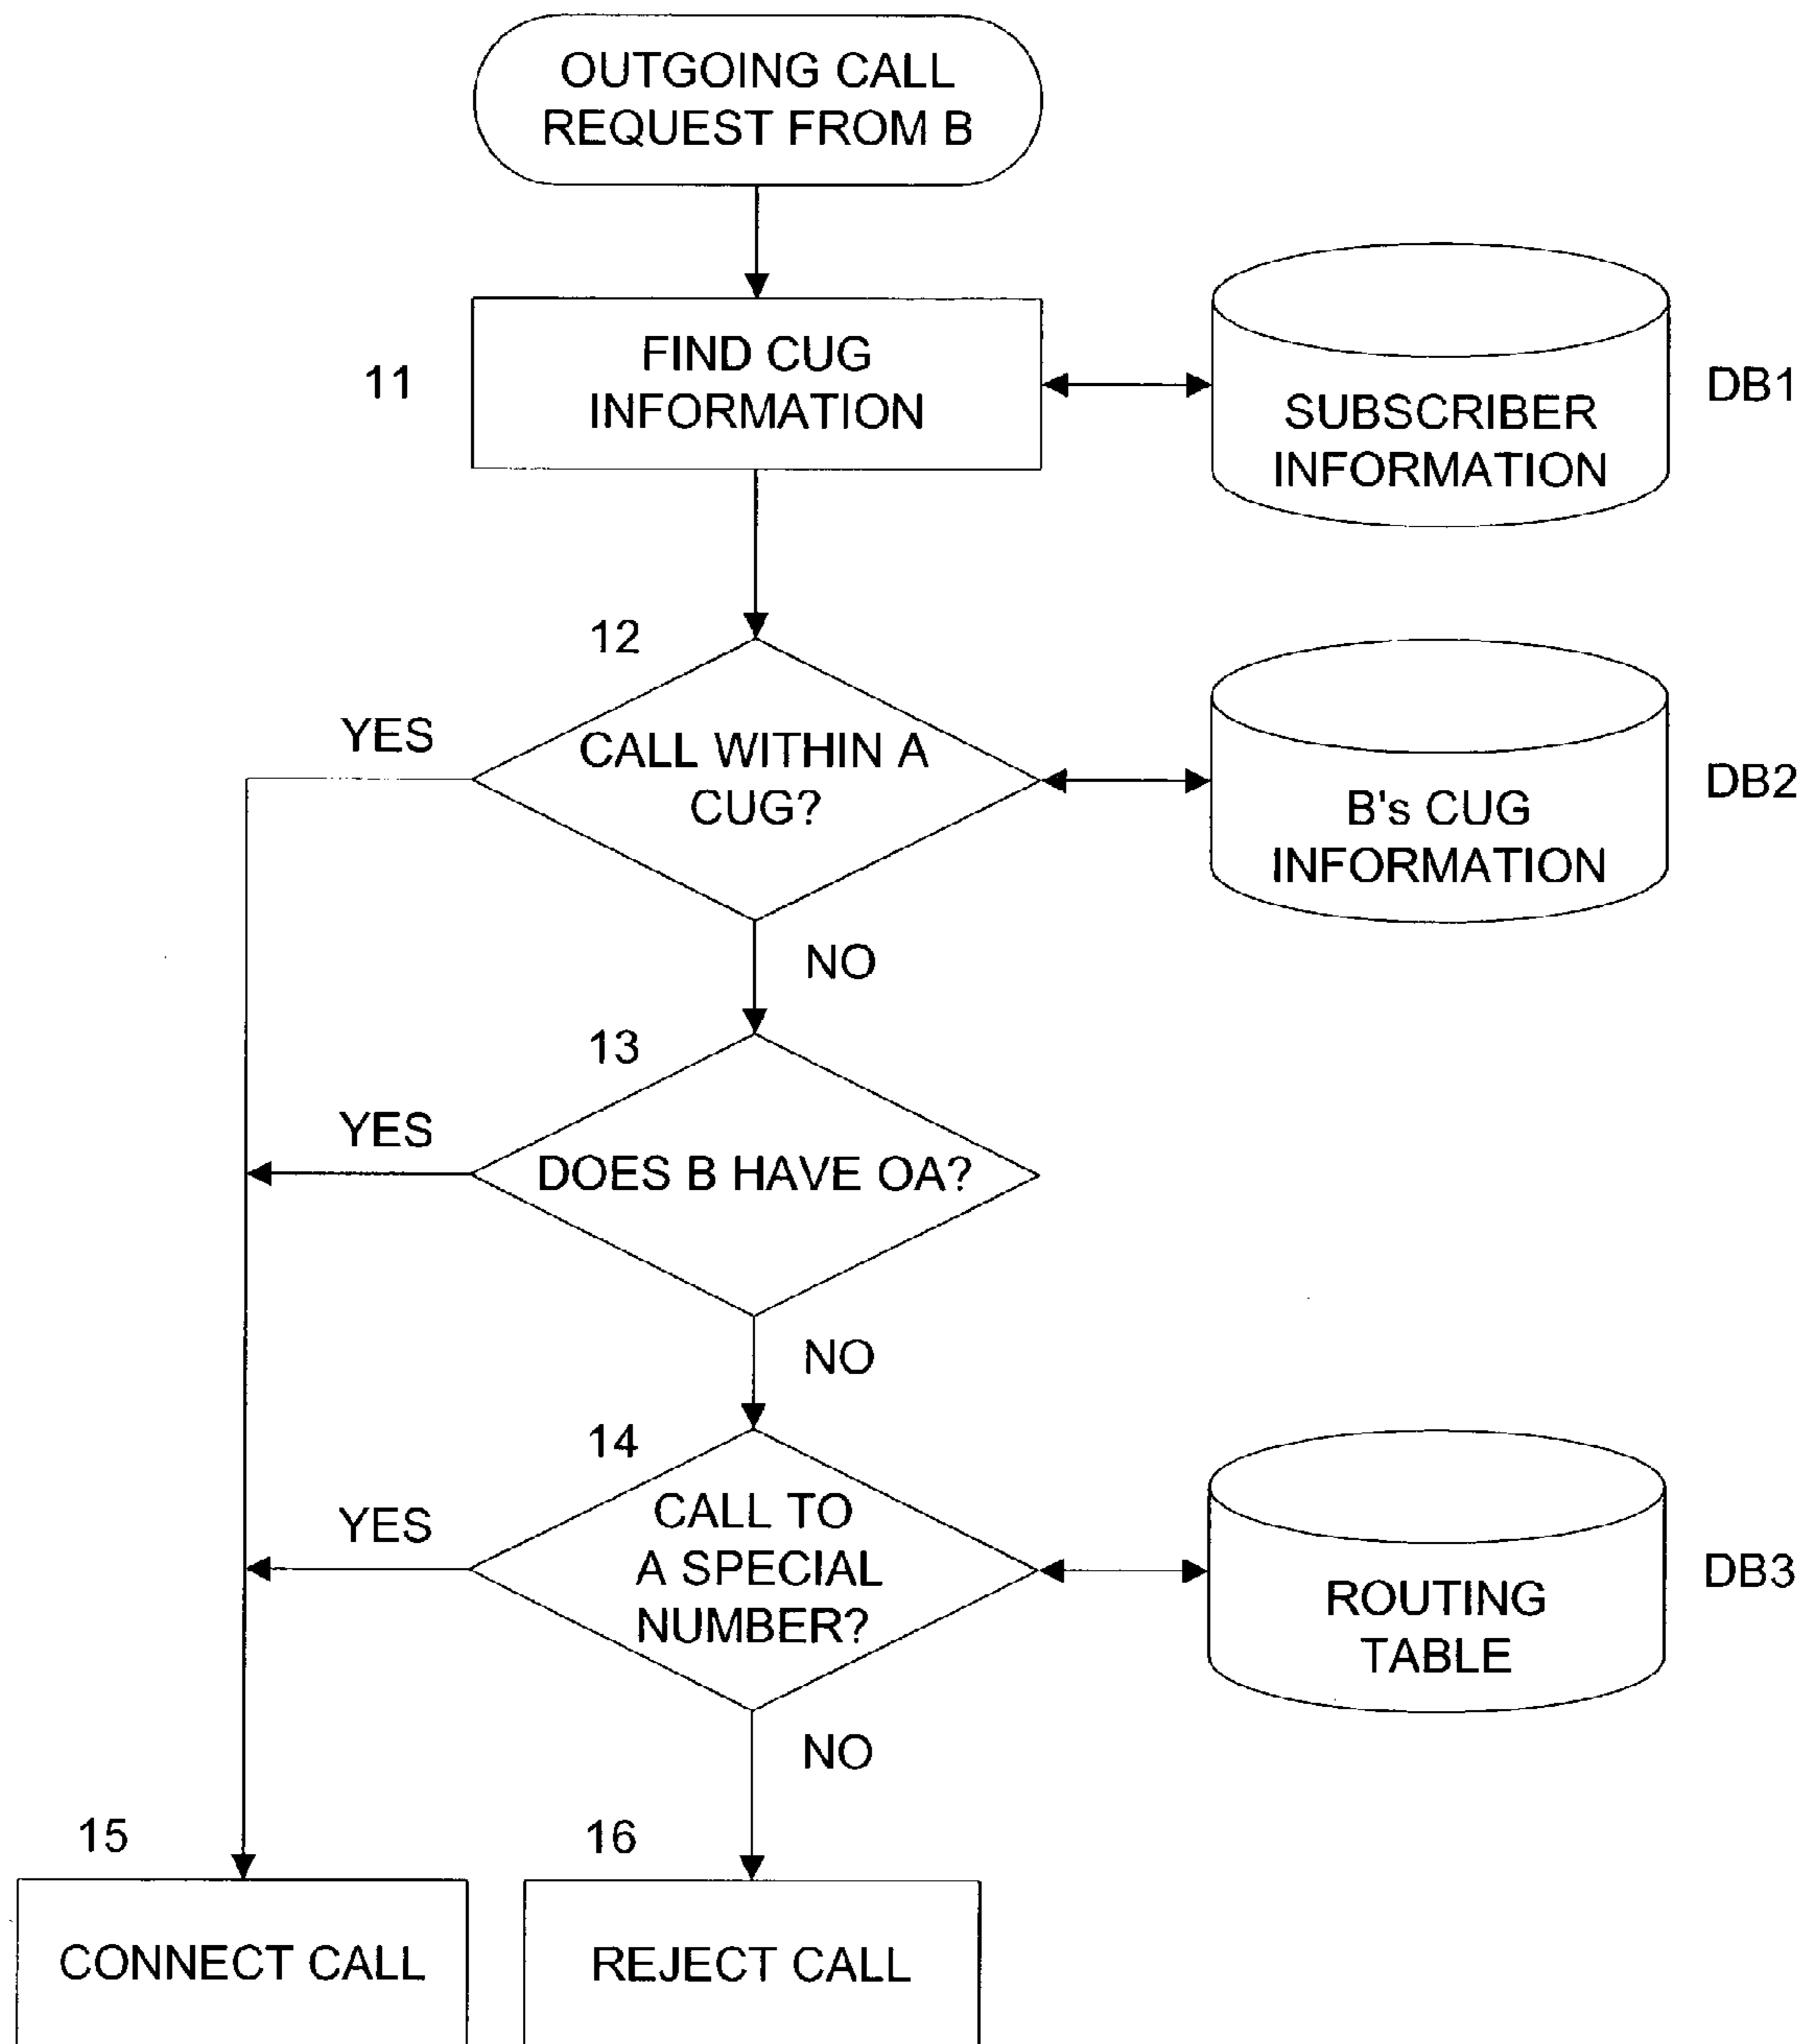 OUTGOING CALL
REQUEST FROM B
11
FIND CUG
INFORMATION
SUBSCRIBER
INFORMATION
DB1
12
YES
CALL WITHIN A
CUG?
B's CUG
INFORMATION
DB2
NO
13
YES
DOES B HAVE OA?
NO
14
YES
CALL TO
A SPECIAL
NUMBER?
ROUTING
TABLE
DB3
NO
15
16
CONNECT CALL
REJECT CALL